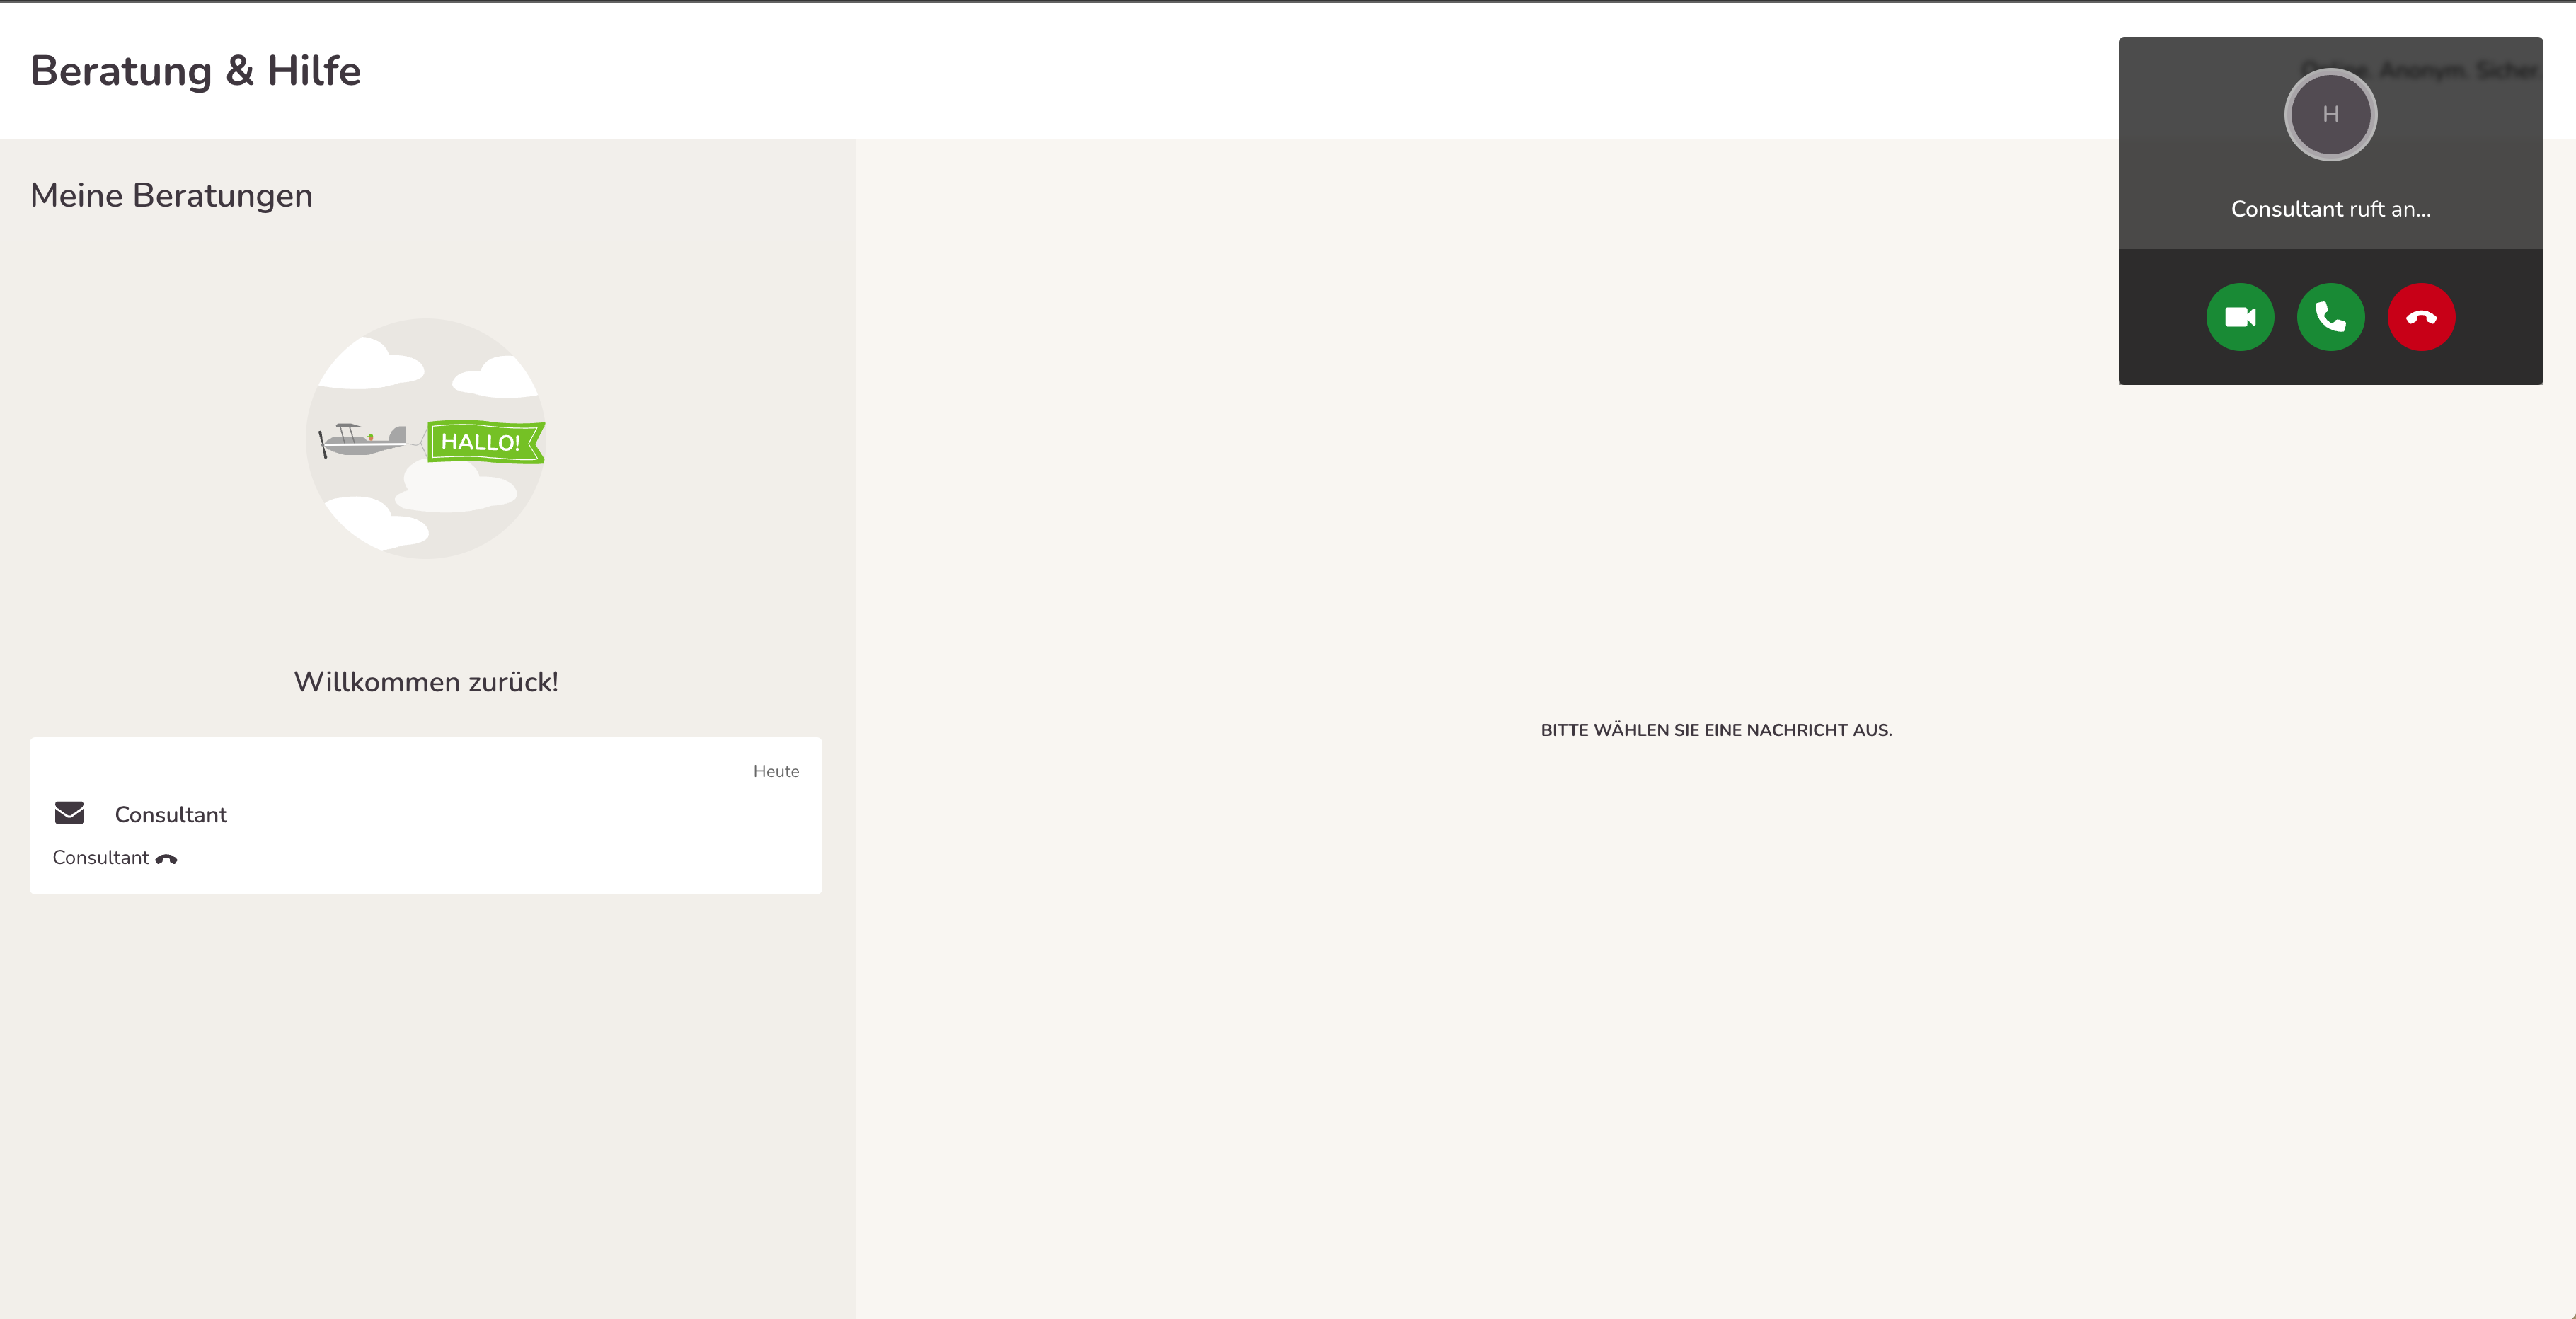 Beratung & Hilfe
Anonym. Sicher
H
Consultant ruft an...
Meine Beratungen
HALLO!
Willkommen zurück!
Heute
Consultant
Consultant
BITTE WÄHLEN SIE EINE NACHRICHT AUS.